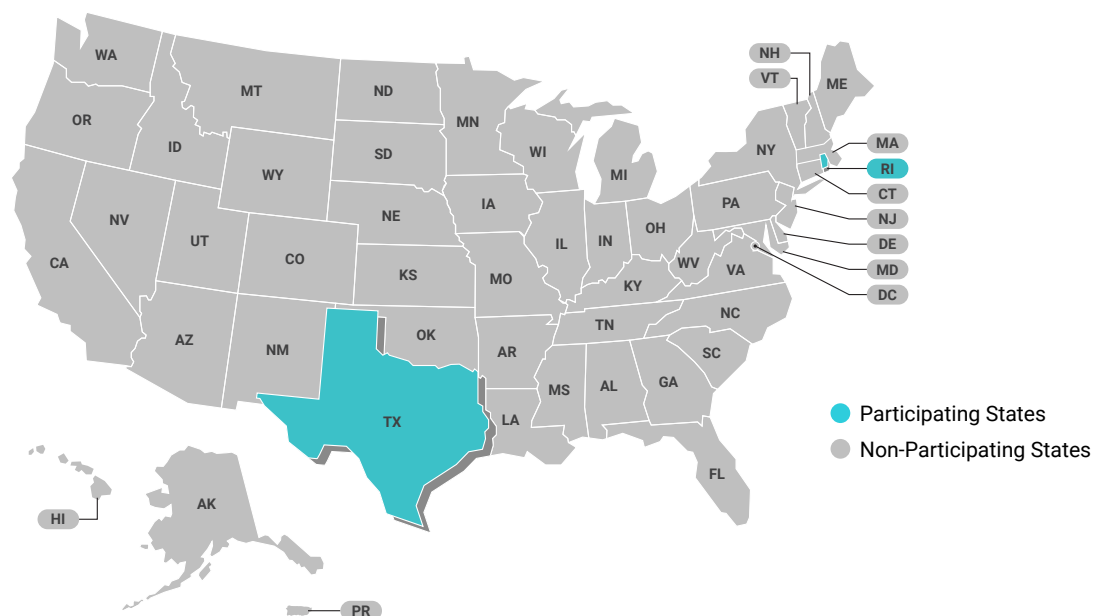 NH
VT
WA
ME
MT
ND
OR
MN
MA
ID
SD
WI
NY
RI
WY
MI
CT
PA
IA
NE
NJ
NV
OH
UT
IL
IN
DE
CO
WV
CA
KS
MO
VA
MD
KY
DC
NC
TN
OK
AZ
NM
AR
SC
GA
MS
AL
TX
LA
Participating States
Non-Participating States
FL
AK
HI
PR